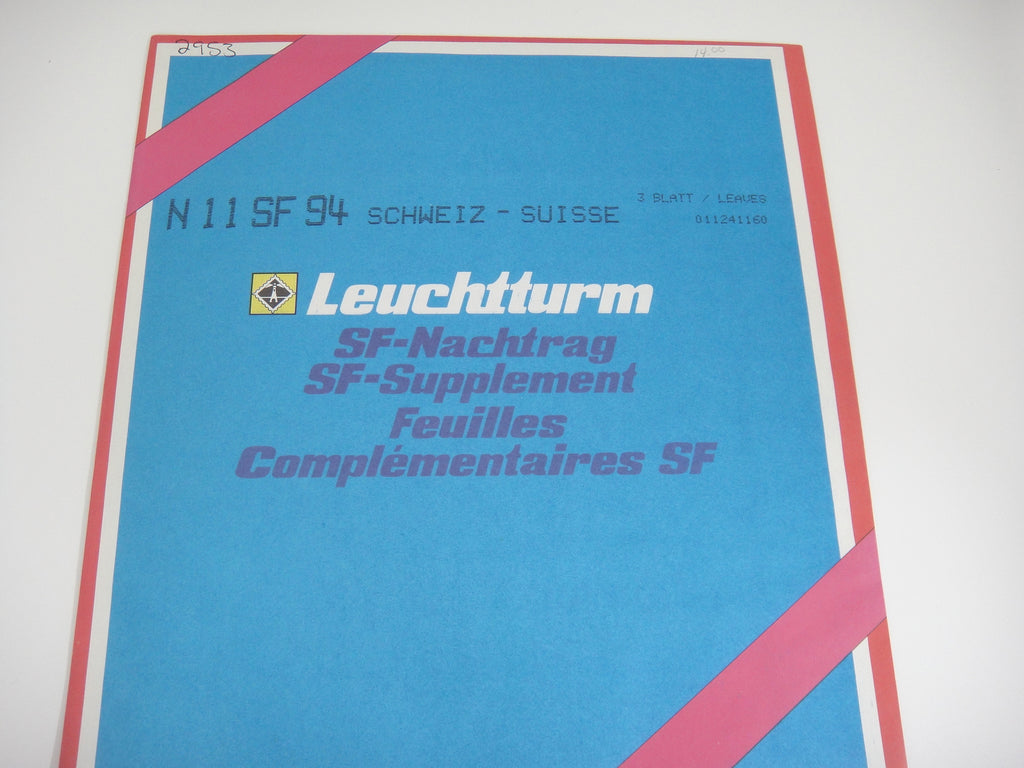 2953
14.00
N 11 SF 94 SCHWEIZ - SUISSE
3 BLATT / LEAVES
011241160
Leuchtturm
SF-Nachtrag
SF-Supplement
Feuilles
Complémentaires SF